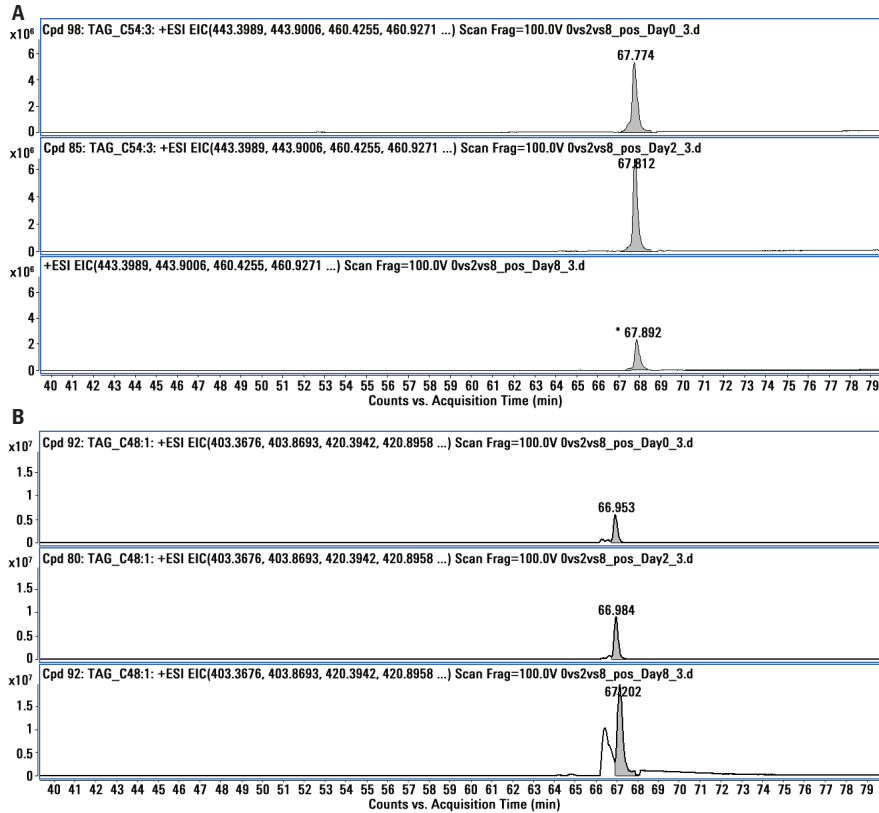 A
x10⁶ Cpd 98: TAG_C54:3: +ESI EIC(443.3989, 443.9006, 460.4255, 460.9271 ...) Scan Frag=100.0V 0vs2vs8_pos_Day0_3.d
67.774
6
4
2
0
x10⁶ Cpd 85: TAG_C54:3: +ESI EIC(443.3989, 443.9006, 460.4255, 460.9271 ...) Scan Frag=100.0V 0vs2vs8_pos_Day2_3.d
67.812
6
4
2
0
x10⁶ +ESI EIC(443.3989, 443.9006, 460.4255, 460.9271 ...) Scan Frag=100.0V 0vs2vs8_pos_Day8_3.d
6
4
* 67.892
2
0
40 41 42 43 44 45 46 47 48 49 50 51 52 53 54 55 56 57 58 59 60 61 62 63 64 65 66 67 68 69 70 71 72 73 74 75 76 77 78 79
Counts vs. Acquisition Time (min)
B
x10⁷ Cpd 92: TAG_C48:1: +ESI EIC(403.3676, 403.8693, 420.3942, 420.8958 ...) Scan Frag=100.0V 0vs2vs8_pos_Day0_3.d
1.5
1
66.953
0.5
0
x10⁷ Cpd 80: TAG_C48:1: +ESI EIC(403.3676, 403.8693, 420.3942, 420.8958 ...) Scan Frag=100.0V 0vs2vs8_pos_Day2_3.d
1.5
1
66.984
0.5
0
x10⁷ Cpd 92: TAG_C48:1: +ESI EIC(403.3676, 403.8693, 420.3942, 420.8958 ...) Scan Frag=100.0V 0vs2vs8_pos_Day8_3.d
67.202
1.5
1
0.5
0
40 41 42 43 44 45 46 47 48 49 50 51 52 53 54 55 56 57 58 59 60 61 62 63 64 65 66 67 68 69 70 71 72 73 74 75 76 77 78 79
Counts vs. Acquisition Time (min)